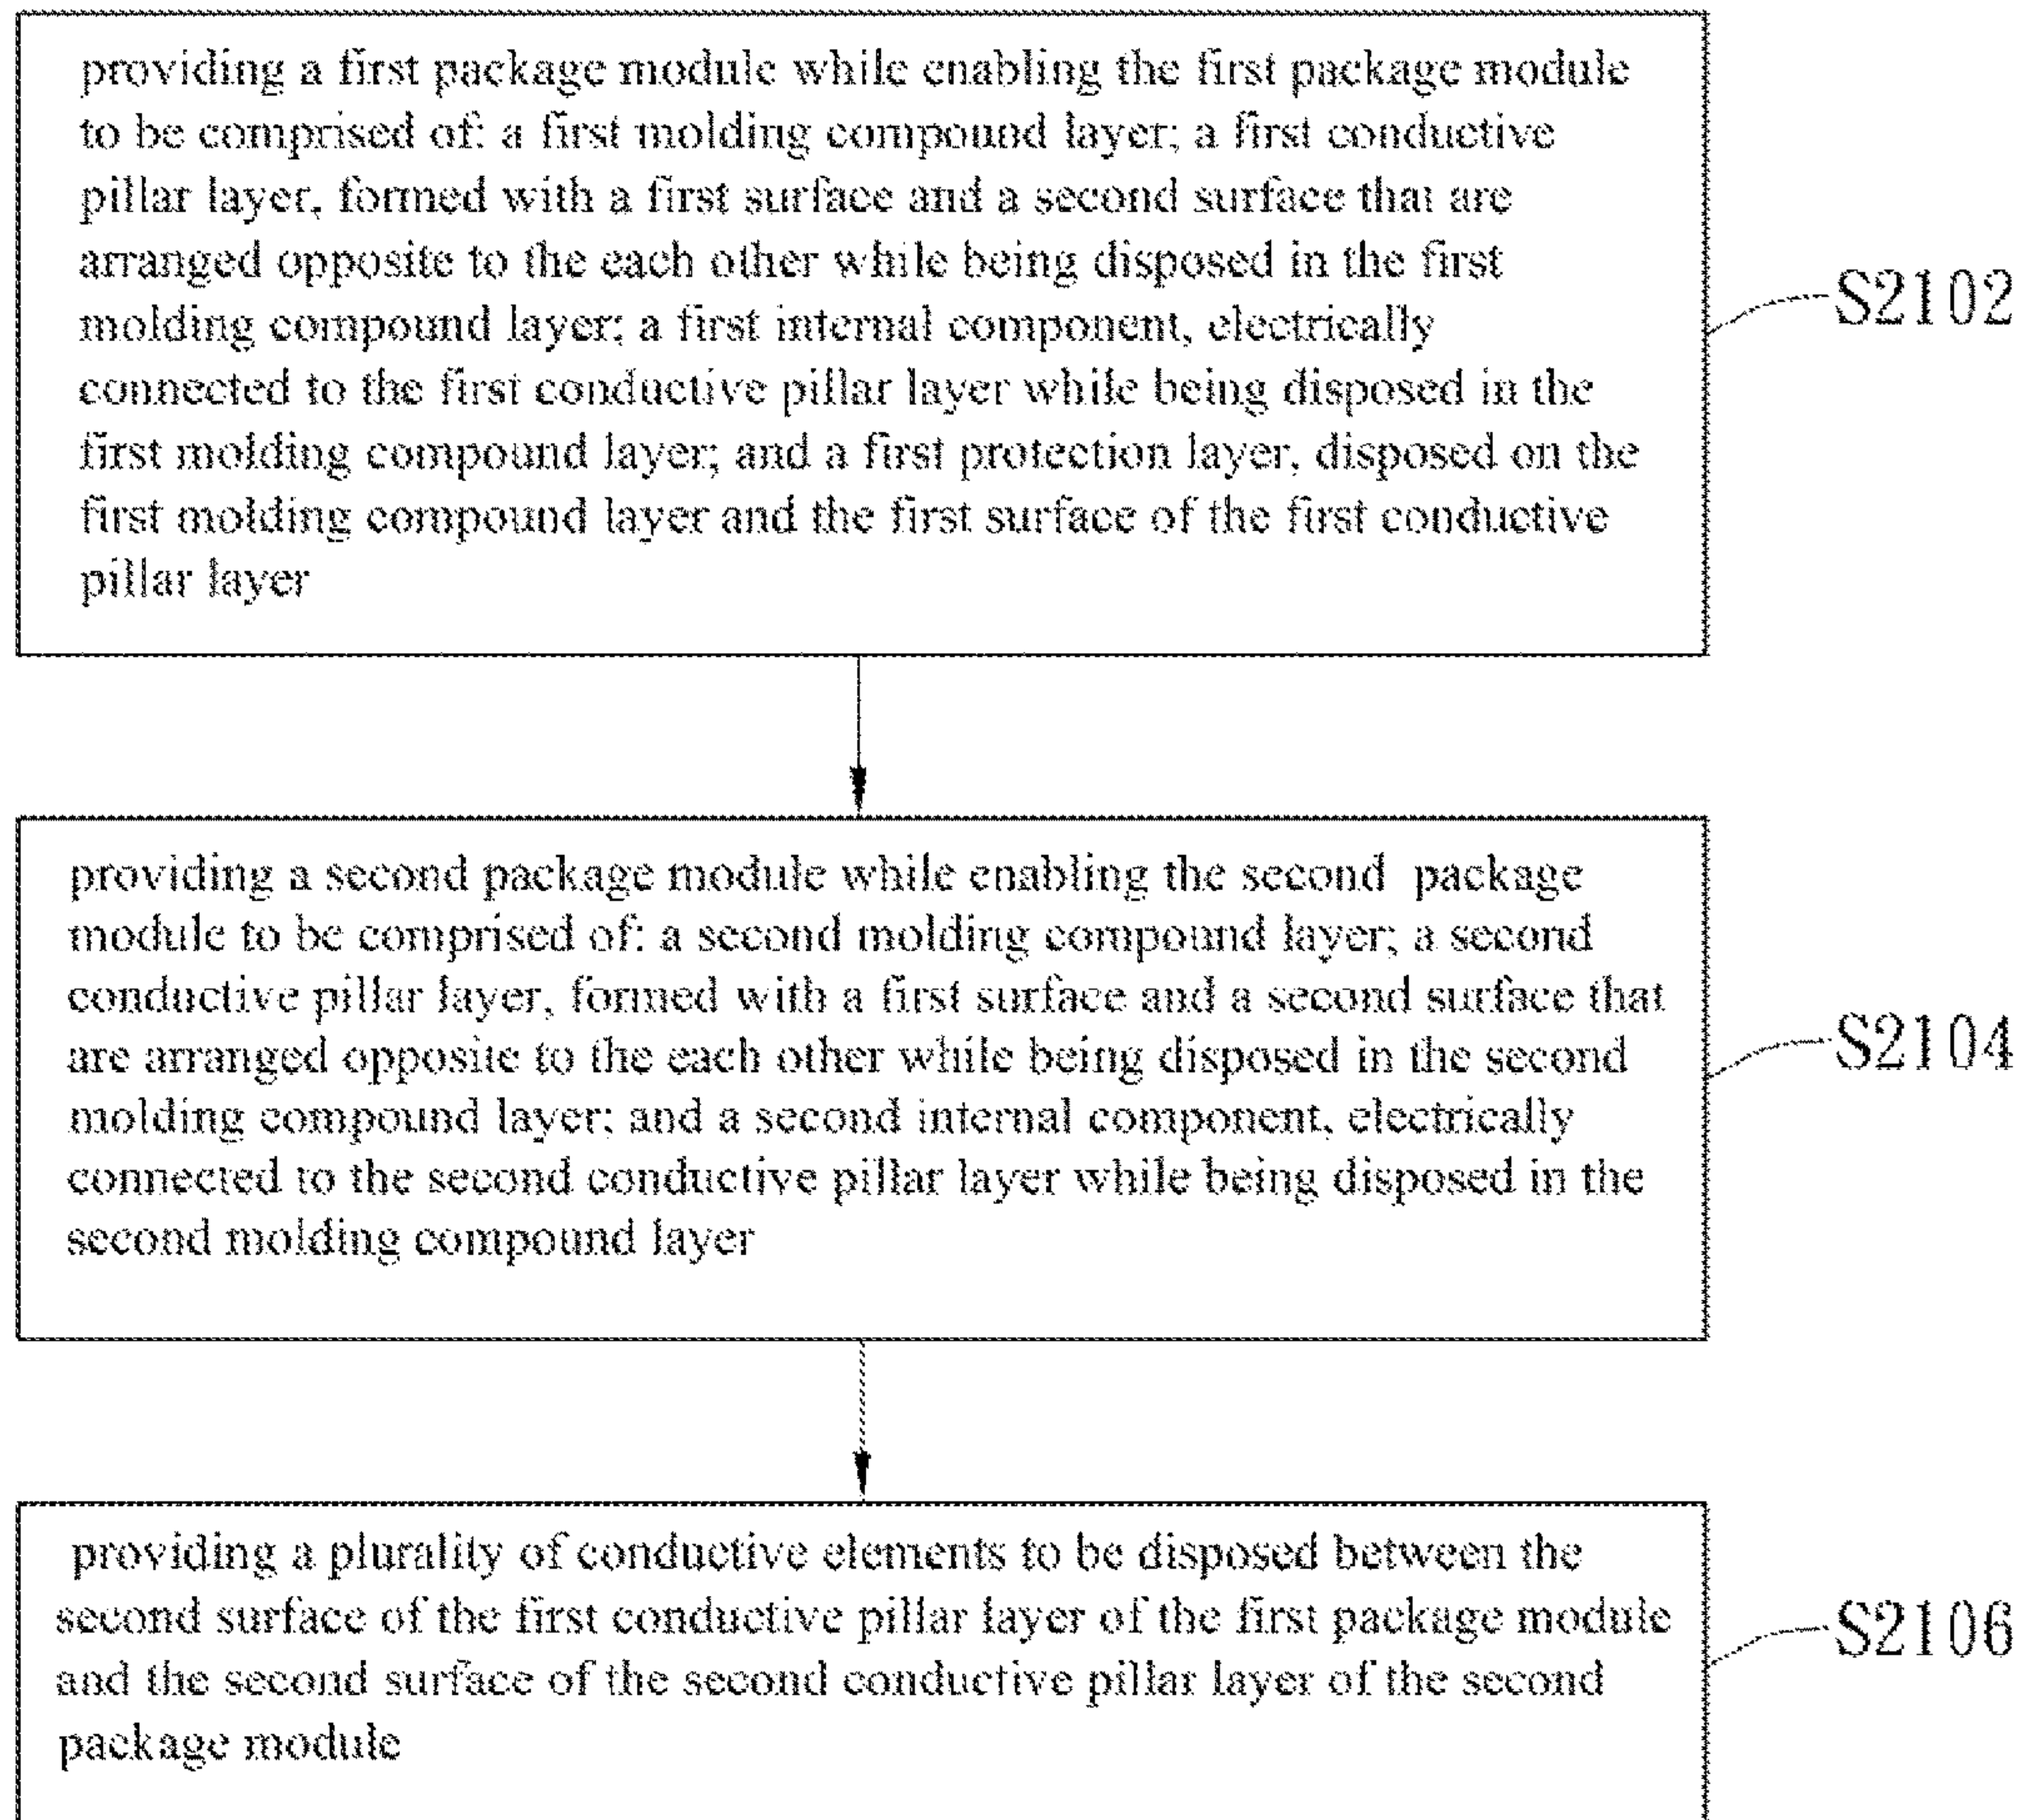 providing a first package module while enabling the first package module
to be comprised of: a first molding compound layer; a first conductive
pillar layer, formed with a first surface and a second surface that are
arranged opposite to the each other while being disposed in the first
molding compound layer; a first internal component, electrically
connected to the first conductive pillar layer while being disposed in the
first molding compound layer; and a first protection layer, disposed on the
first molding compound layer and the first surface of the first conductive
pillar layer
S2102
providing a second package module while enabling the second package
module to be comprised of: a second molding compound layer; a second
conductive pillar layer, formed with a first surface and a second surface that
are arranged opposite to the each other while being disposed in the second
molding compound layer; and a second internal component, electrically
connected to the second conductive pillar layer while being disposed in the
second molding compound layer
S2104
providing a plurality of conductive elements to be disposed between the
second surface of the first conductive pillar layer of the first package module
and the second surface of the second conductive pillar layer of the second
package module
S2106